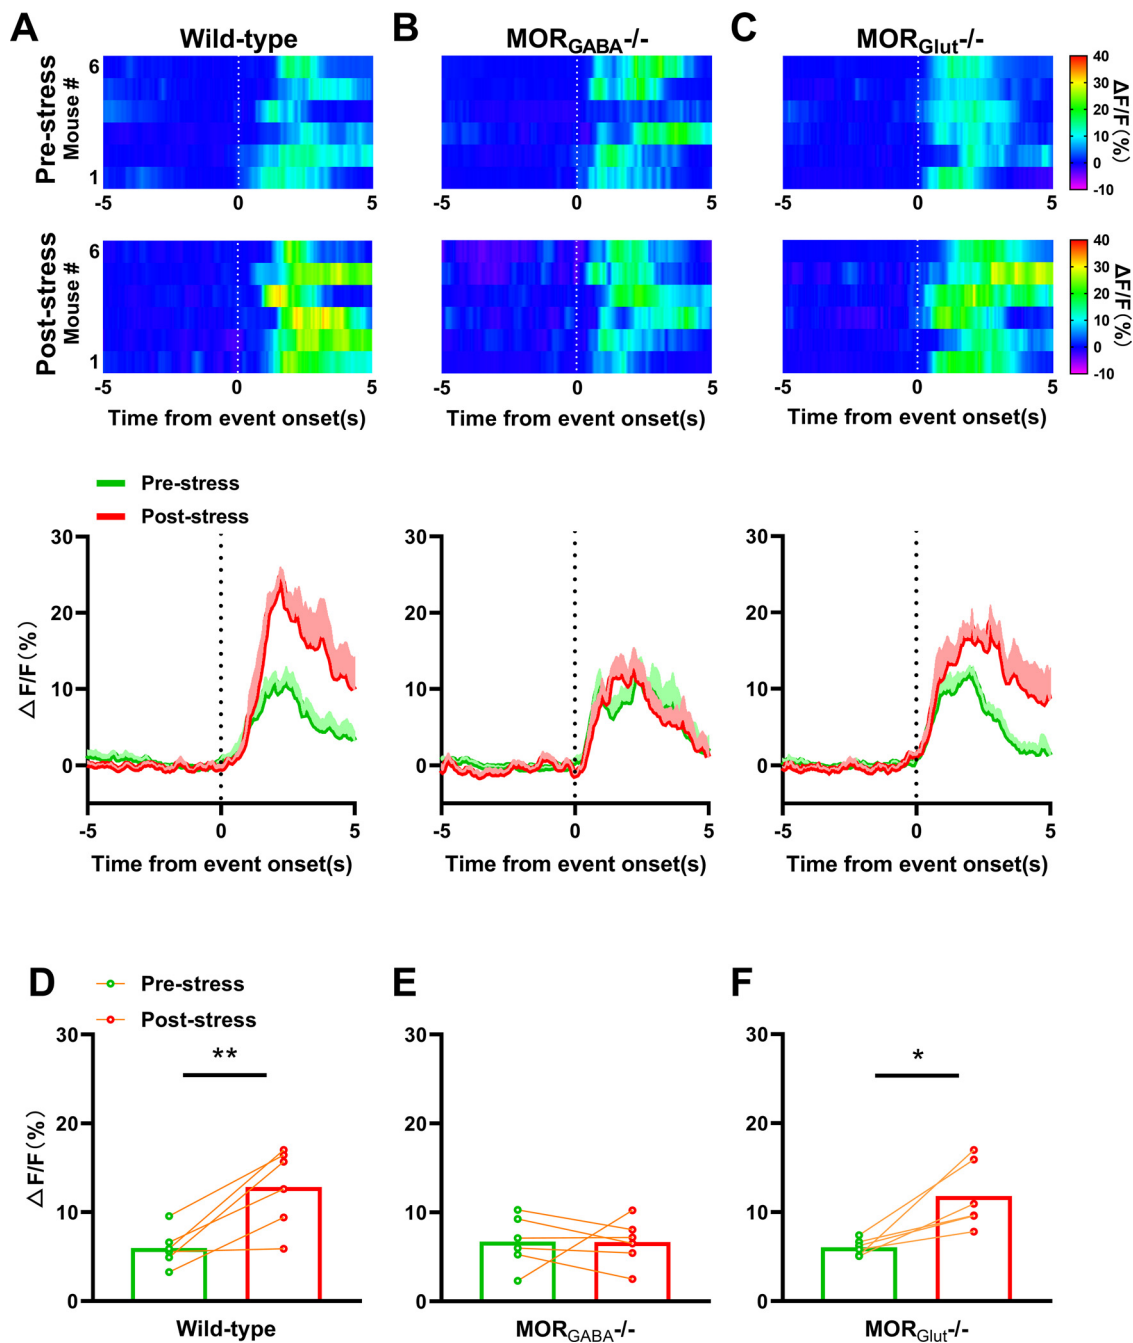 A
Wild-type
B
MOR_GABA-/-
C
MOR_Glut-/-
Pre-stress
Mouse #
6
1
-5 0 5
-5 0 5
-5 0 5
40
30
20
10
0
-10
ΔF/F(%)
Post-stress
Mouse #
6
1
-5 0 5
-5 0 5
-5 0 5
40
30
20
10
0
-10
ΔF/F(%)
Time from event onset(s)
Time from event onset(s)
Time from event onset(s)
Pre-stress
Post-stress
ΔF/F(%)
30
20
10
0
-5 0 5
30
20
10
0
-5 0 5
30
20
10
0
-5 0 5
Time from event onset(s)
Time from event onset(s)
Time from event onset(s)
D
Pre-stress
Post-stress
E
F
ΔF/F(%)
30
20
10
0
**
Wild-type
30
20
10
0
MOR_GABA-/-
30
20
10
0
*
MOR_Glut-/-